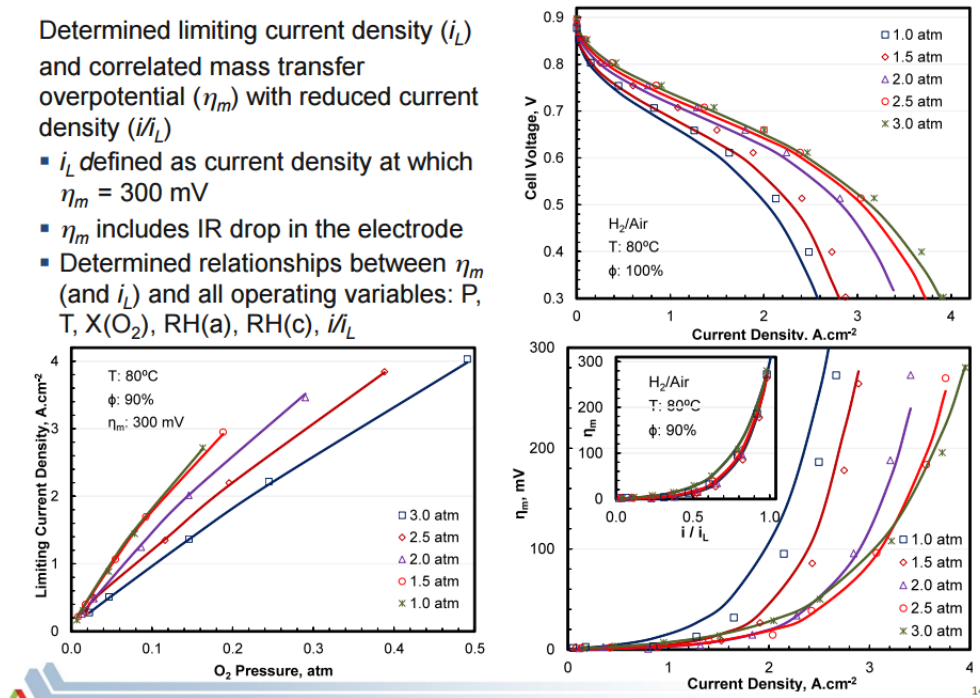 Determined limiting current density (iL)
and correlated mass transfer
overpotential (ηm) with reduced current
density (i/iL)
▪ iL defined as current density at which
ηm = 300 mV
▪ ηm includes IR drop in the electrode
▪ Determined relationships between ηm
(and iL) and all operating variables: P,
T, X(O2), RH(a), RH(c), i/iL
0.9
0.8
0.7
0.6
0.5
0.4
0.3
Cell Voltage, V
1.0 atm
1.5 atm
2.0 atm
2.5 atm
3.0 atm
H2/Air
T: 80ºC
ϕ: 100%
0 1 2 3 4
Current Density. A.cm-2
4
3
2
1
0
Limiting Current Density, A.cm-2
T: 80ºC
ϕ: 90%
ηm: 300 mV
3.0 atm
2.5 atm
2.0 atm
1.5 atm
1.0 atm
0 0.1 0.2 0.3 0.4 0.5
O2 Pressure, atm
300
200
100
0
ηm, mV
300
200
100
0
ηm
H2/Air
T: 80ºC
ϕ: 90%
0.0 0.5 1.0
i / iL
1.0 atm
1.5 atm
2.0 atm
2.5 atm
3.0 atm
0 1 2 3 4
Current Density, A.cm-2